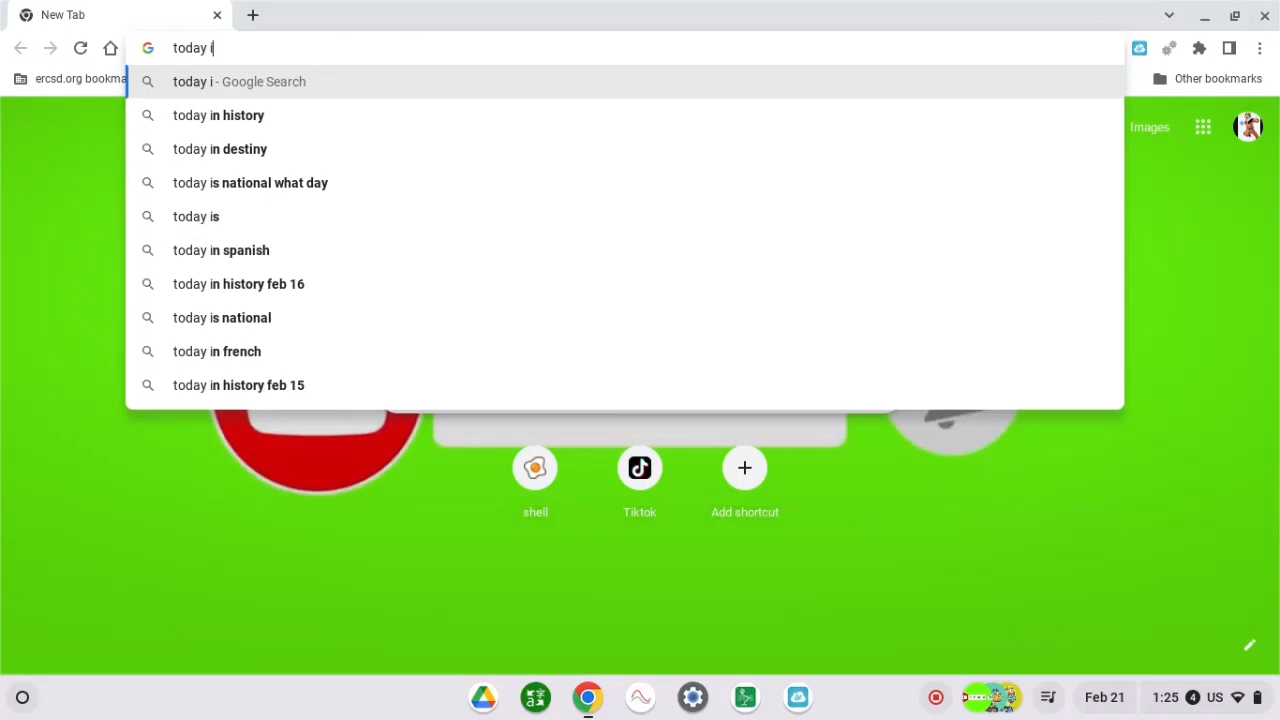 New Tab
today i
ercsd.org bookma
Other bookmarks
today i - Google Search
today in history
Images
today in destiny
today is national what day
today is
today in spanish
today in history feb 16
today is national
today in french
today in history feb 15
shell
Tiktok
Add shortcut
Feb 21
1:25
4
US